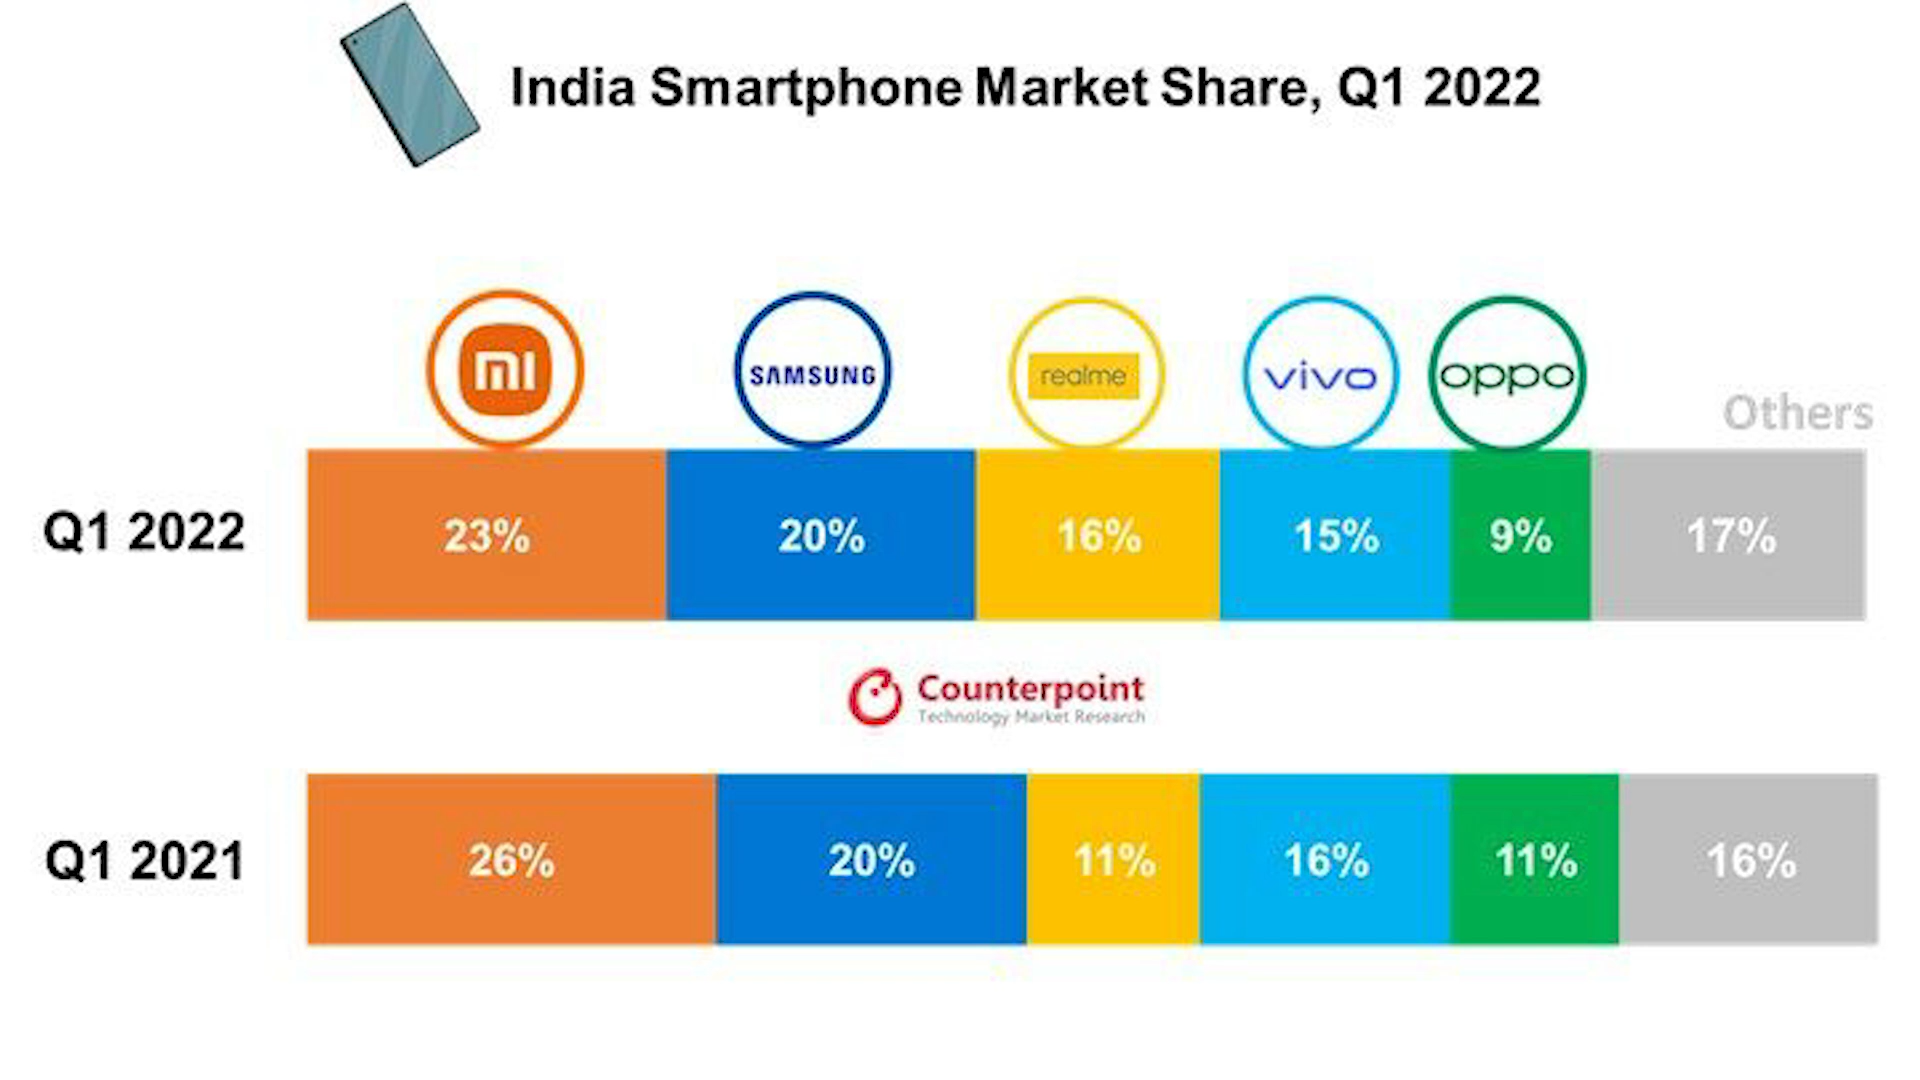 India Smartphone Market Share, Q1 2022
mi
SAMSUNG
realme
vivo
oppo
Others
Q1 2022
23%
20%
16%
15%
9%
17%
Counterpoint
Technology Market Research
Q1 2021
26%
20%
11%
16%
11%
16%